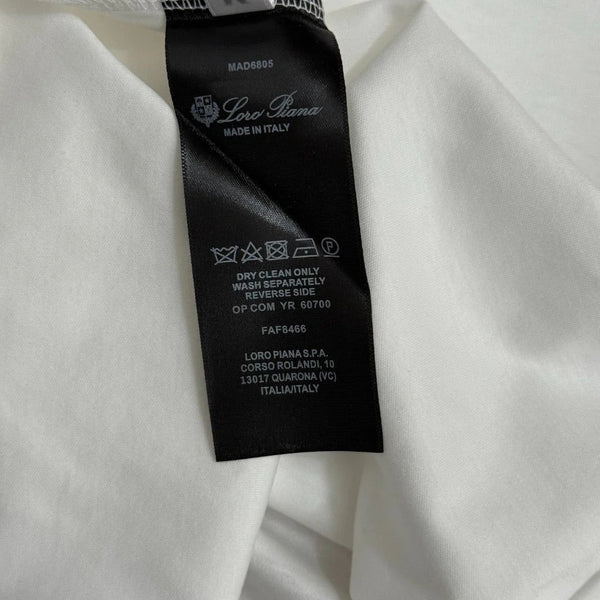 MAD6805
Loro Piana
MADE IN ITALY
DRY CLEAN ONLY
WASH SEPARATELY
REVERSE SIDE
OP COM YR 60700
FAF8466
LORO PIANA S.P.A.
CORSO ROLANDI, 10
13017 QUARONA (VC)
ITALIA/ITALY